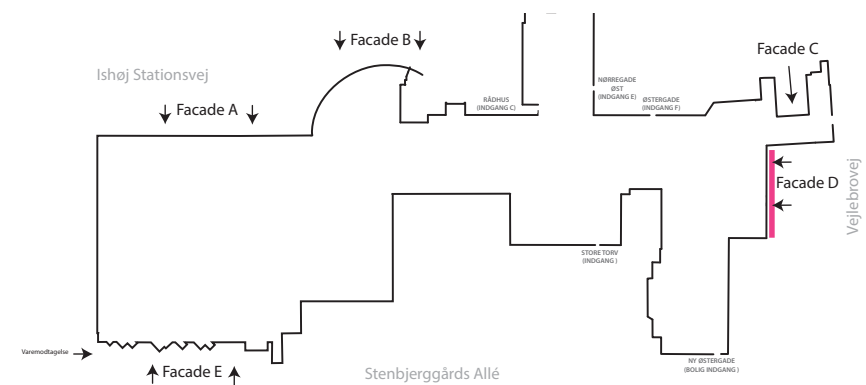 Facade B
Facade C
Ishøj Stationsvej
NØRREGADE
ØST
(INDGANG E)
RÅDHUS
(INDGANG C)
ØSTERGADE
(INDGANG F)
Facade A
Facade D
Vejlebrovej
STORE TORV
(INDGANG )
Varemodtagelse
NY ØSTERGADE
(BOLIG INDGANG )
Facade E
Stenbjerggårds Allé